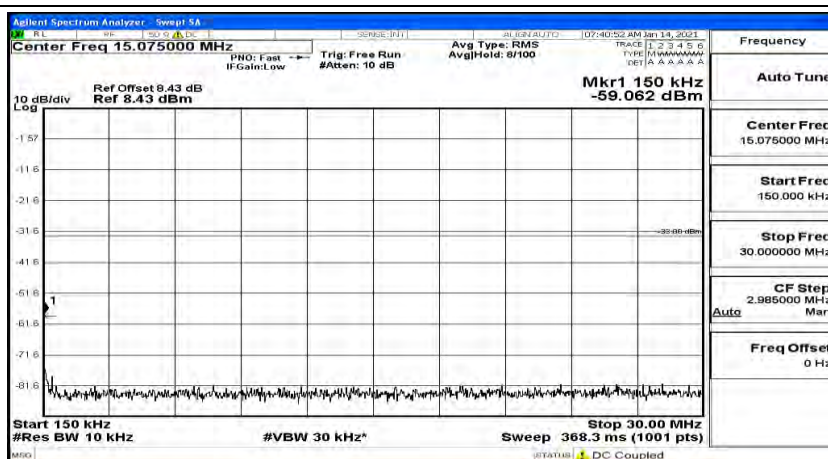 Agilent Spectrum Analyzer - Swept SA
RL RF 50 Ω DC SENSE:INT ALIGNAUTO 07:40:52 AM Jan 14, 2021
Center Freq 15.075000 MHz
PNO: Fast
IFGain:Low
Trig: Free Run
#Atten: 10 dB
Avg Type: RMS
Avg|Hold: 8/100
TRACE 1 2 3 4 5 6
TYPE
DET A A A A A A
Ref Offset 8.43 dB
10 dB/div Ref 8.43 dBm
Log
Mkr1 150 kHz
-59.062 dBm
-1.57
-11.6
-21.6
-31.6
-33.00 dBm
-41.6
-51.6
1
-61.6
-71.6
-81.6
Start 150 kHz
Stop 30.00 MHz
#Res BW 10 kHz
#VBW 30 kHz*
Sweep 368.3 ms (1001 pts)
MSG
STATUS
DC Coupled
Frequency
Auto Tune
Center Freq
15.075000 MHz
Start Freq
150.000 kHz
Stop Freq
30.000000 MHz
CF Step
2.985000 MHz
Auto Man
Freq Offset
0 Hz